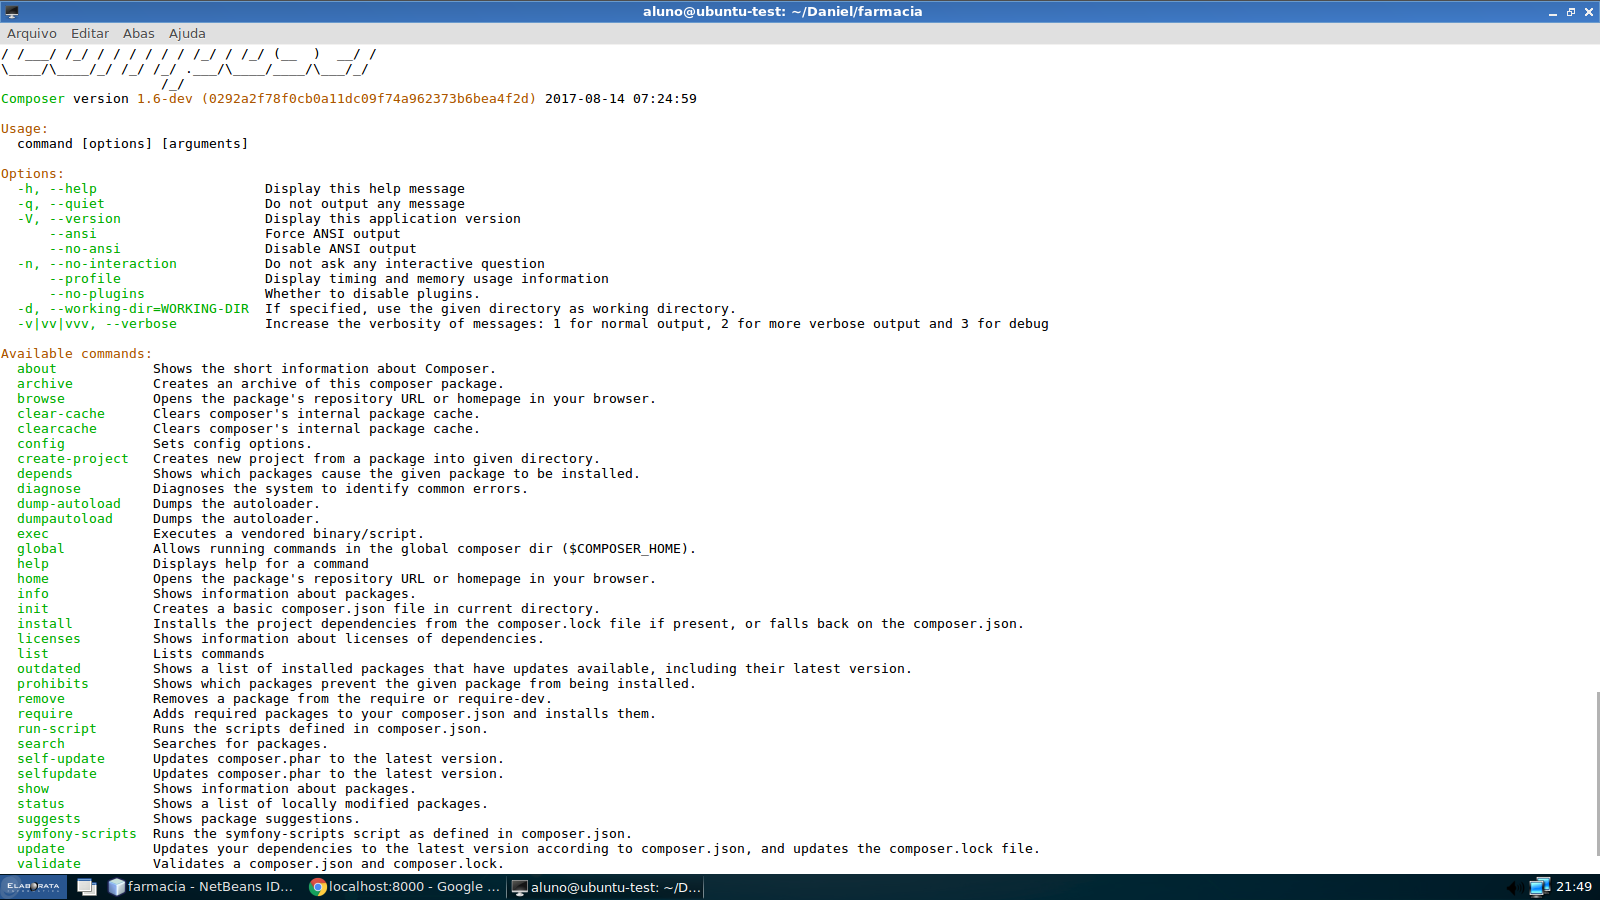 aluno@ubuntu-test: ~/Daniel/farmacia
Arquivo Editar Abas Ajuda
/ /___/ /_/ / / / / / / /_/ / /_/ (__  )  __/ /
\____/\____/_/ /_/ /_/ .___/\____/____/\___/_/
                    /_/
Composer version 1.6-dev (0292a2f78f0cb0a11dc09f74a962373b6bea4f2d) 2017-08-14 07:24:59
Usage:
  command [options] [arguments]
Options:
  -h, --help                     Display this help message
  -q, --quiet                    Do not output any message
  -V, --version                  Display this application version
      --ansi                     Force ANSI output
      --no-ansi                  Disable ANSI output
  -n, --no-interaction           Do not ask any interactive question
      --profile                  Display timing and memory usage information
      --no-plugins               Whether to disable plugins.
  -d, --working-dir=WORKING-DIR  If specified, use the given directory as working directory.
  -v|vv|vvv, --verbose           Increase the verbosity of messages: 1 for normal output, 2 for more verbose output and 3 for debug
Available commands:
  about            Shows the short information about Composer.
  archive          Creates an archive of this composer package.
  browse           Opens the package's repository URL or homepage in your browser.
  clear-cache      Clears composer's internal package cache.
  clearcache       Clears composer's internal package cache.
  config           Sets config options.
  create-project   Creates new project from a package into given directory.
  depends          Shows which packages cause the given package to be installed.
  diagnose         Diagnoses the system to identify common errors.
  dump-autoload    Dumps the autoloader.
  dumpautoload     Dumps the autoloader.
  exec             Executes a vendored binary/script.
  global           Allows running commands in the global composer dir ($COMPOSER_HOME).
  help             Displays help for a command
  home             Opens the package's repository URL or homepage in your browser.
  info             Shows information about packages.
  init             Creates a basic composer.json file in current directory.
  install          Installs the project dependencies from the composer.lock file if present, or falls back on the composer.json.
  licenses         Shows information about licenses of dependencies.
  list             Lists commands
  outdated         Shows a list of installed packages that have updates available, including their latest version.
  prohibits        Shows which packages prevent the given package from being installed.
  remove           Removes a package from the require or require-dev.
  require          Adds required packages to your composer.json and installs them.
  run-script       Runs the scripts defined in composer.json.
  search           Searches for packages.
  self-update      Updates composer.phar to the latest version.
  selfupdate       Updates composer.phar to the latest version.
  show             Shows information about packages.
  status           Shows a list of locally modified packages.
  suggests         Shows package suggestions.
  symfony-scripts  Runs the symfony-scripts script as defined in composer.json.
  update           Updates your dependencies to the latest version according to composer.json, and updates the composer.lock file.
  validate         Validates a composer.json and composer.lock.
ELABORATA farmacia - NetBeans ID... localhost:8000 - Google ... aluno@ubuntu-test: ~/D... 21:49